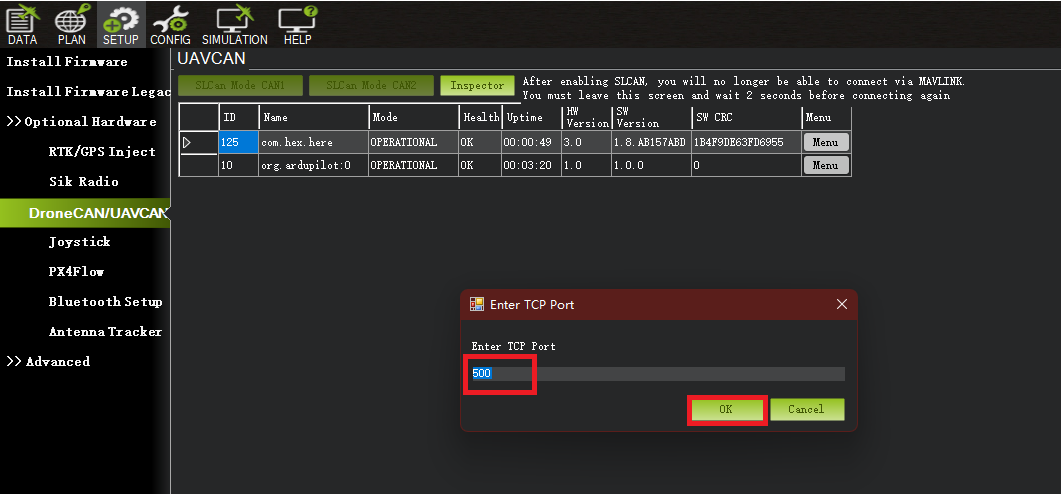 DATA PLAN SETUP CONFIG SIMULATION HELP
Install Firmware
Install Firmware Legac
>> Optional Hardware
RTK/GPS Inject
Sik Radio
DroneCAN/UAVCAN
Joystick
PX4Flow
Bluetooth Setup
Antenna Tracker
>> Advanced
UAVCAN
SLCan Mode CAN1 SLCan Mode CAN2 Inspector
After enabling SLCAN, you will no longer be able to connect via MAVLINK.
You must leave this screen and wait 2 seconds before connecting again
ID Name Mode Health Uptime HW Version SW Version SW CRC Menu
125 com.hex.here OPERATIONAL OK 00:00:49 3.0 1.8.AB157ABD 1B4F9DE63FD6955 Menu
10 org.ardupilot:0 OPERATIONAL OK 00:03:20 1.0 1.0.0 0 Menu
Enter TCP Port
Enter TCP Port
500
OK Cancel